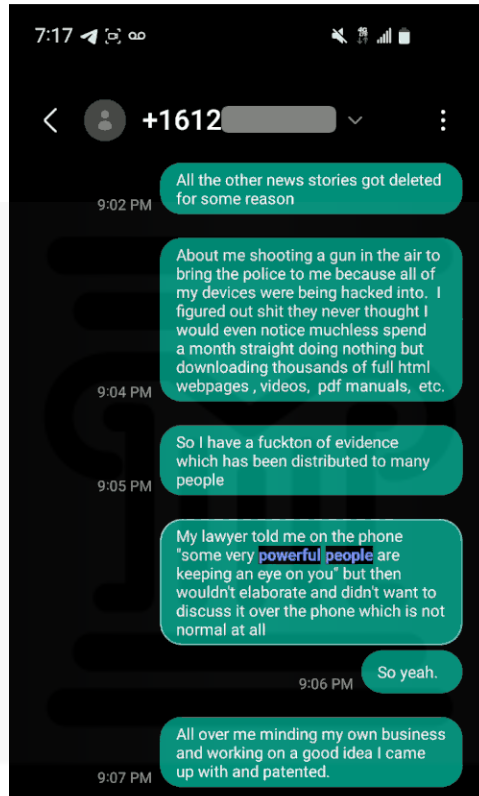 7:17
+1612
All the other news stories got deleted
for some reason
9:02 PM
About me shooting a gun in the air to
bring the police to me because all of
my devices were being hacked into.  I
figured out shit they never thought I
would even notice muchless spend
a month straight doing nothing but
downloading thousands of full html
webpages , videos,  pdf manuals,  etc.
9:04 PM
So I have a fuckton of evidence
which has been distributed to many
people
9:05 PM
My lawyer told me on the phone
"some very powerful people are
keeping an eye on you" but then
wouldn't elaborate and didn't want to
discuss it over the phone which is not
normal at all
So yeah.
9:06 PM
All over me minding my own business
and working on a good idea I came
up with and patented.
9:07 PM